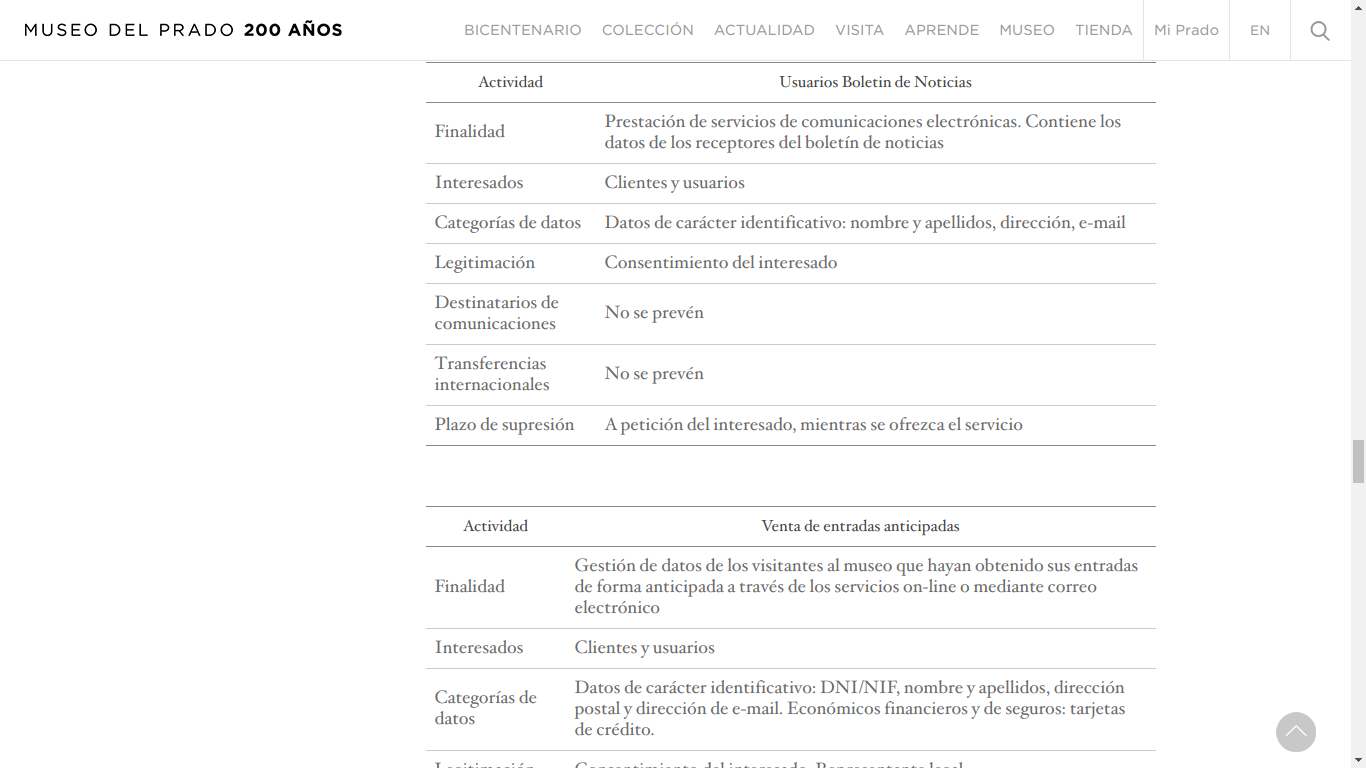 MUSEO DEL PRADO 200 AÑOS
BICENTENARIO COLECCIÓN ACTUALIDAD VISITA APRENDE MUSEO TIENDA Mi Prado EN
Actividad Usuarios Boletin de Noticias
Finalidad Prestación de servicios de comunicaciones electrónicas. Contiene los
datos de los receptores del boletín de noticias
Interesados Clientes y usuarios
Categorías de datos Datos de carácter identificativo: nombre y apellidos, dirección, e-mail
Legitimación Consentimiento del interesado
Destinatarios de
comunicaciones No se prevén
Transferencias
internacionales No se prevén
Plazo de supresión A petición del interesado, mientras se ofrezca el servicio
Actividad Venta de entradas anticipadas
Finalidad Gestión de datos de los visitantes al museo que hayan obtenido sus entradas
de forma anticipada a través de los servicios on-line o mediante correo
electrónico
Interesados Clientes y usuarios
Categorías de
datos Datos de carácter identificativo: DNI/NIF, nombre y apellidos, dirección
postal y dirección de e-mail. Económicos financieros y de seguros: tarjetas
de crédito.
Legitimación Consentimiento del interesado. Representante legal